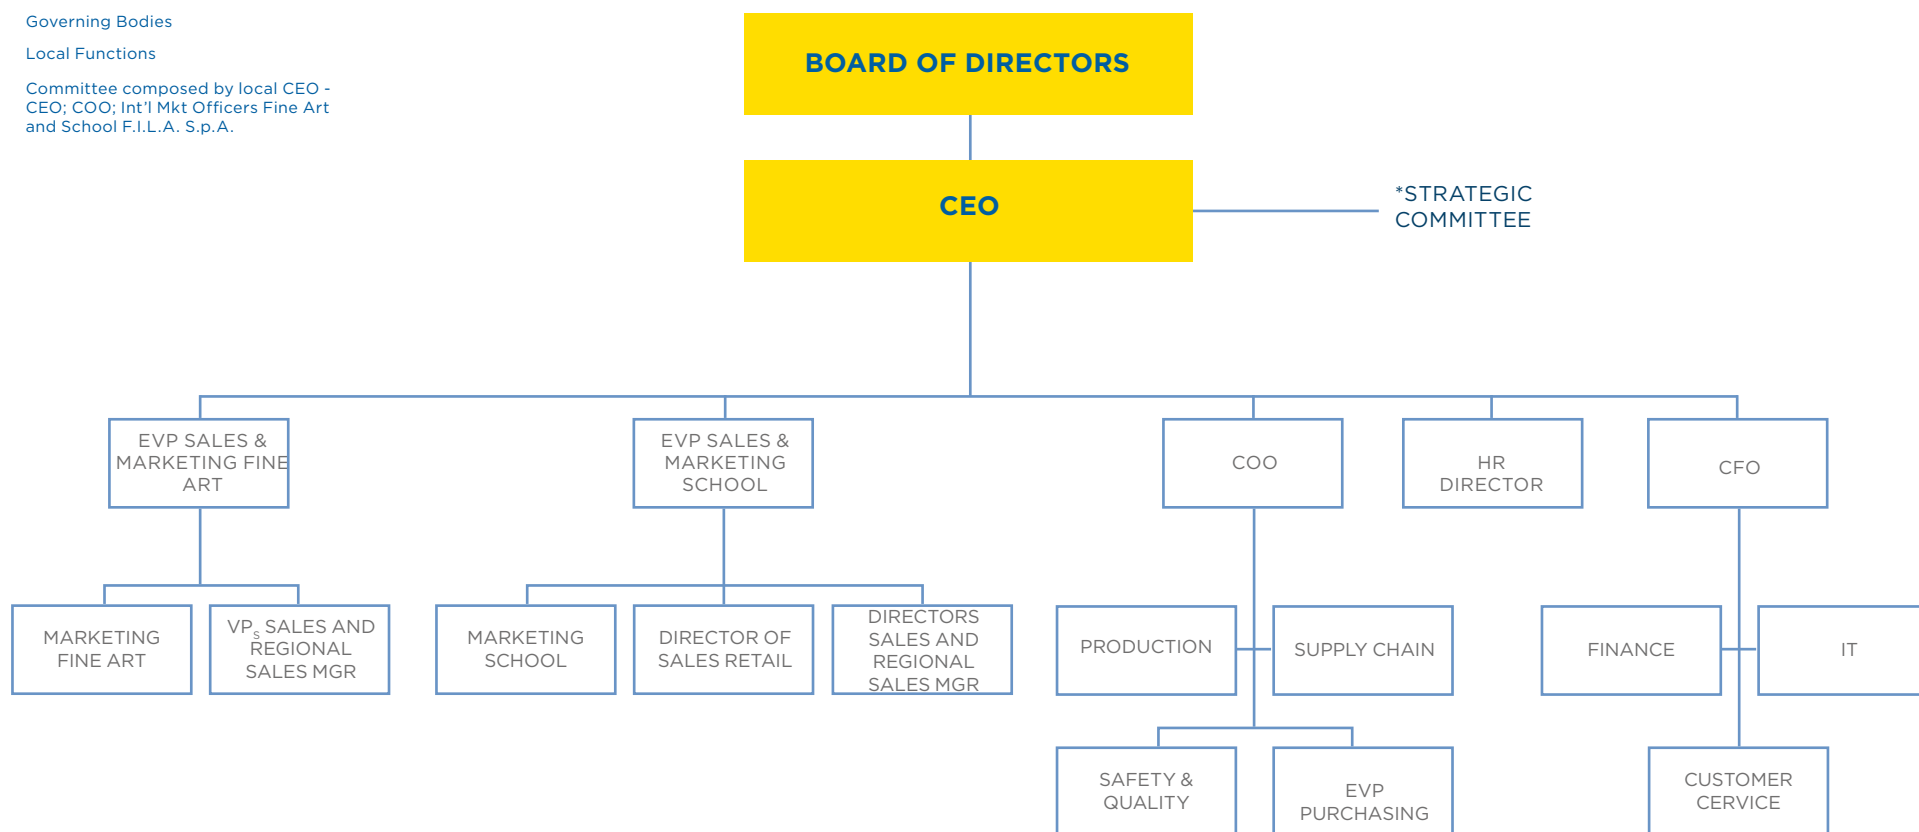 Governing Bodies
Local Functions
Committee composed by local CEO -
CEO; COO; Int'l Mkt Officers Fine Art
and School F.I.L.A. S.p.A.
BOARD OF DIRECTORS
CEO
*STRATEGIC
COMMITTEE
EVP SALES &
MARKETING FINE
ART
EVP SALES &
MARKETING
SCHOOL
COO
HR
DIRECTOR
CFO
MARKETING
FINE ART
VPs SALES AND
REGIONAL
SALES MGR
MARKETING
SCHOOL
DIRECTOR OF
SALES RETAIL
DIRECTORS
SALES AND
REGIONAL
SALES MGR
PRODUCTION
SUPPLY CHAIN
FINANCE
IT
SAFETY &
QUALITY
EVP
PURCHASING
CUSTOMER
CERVICE